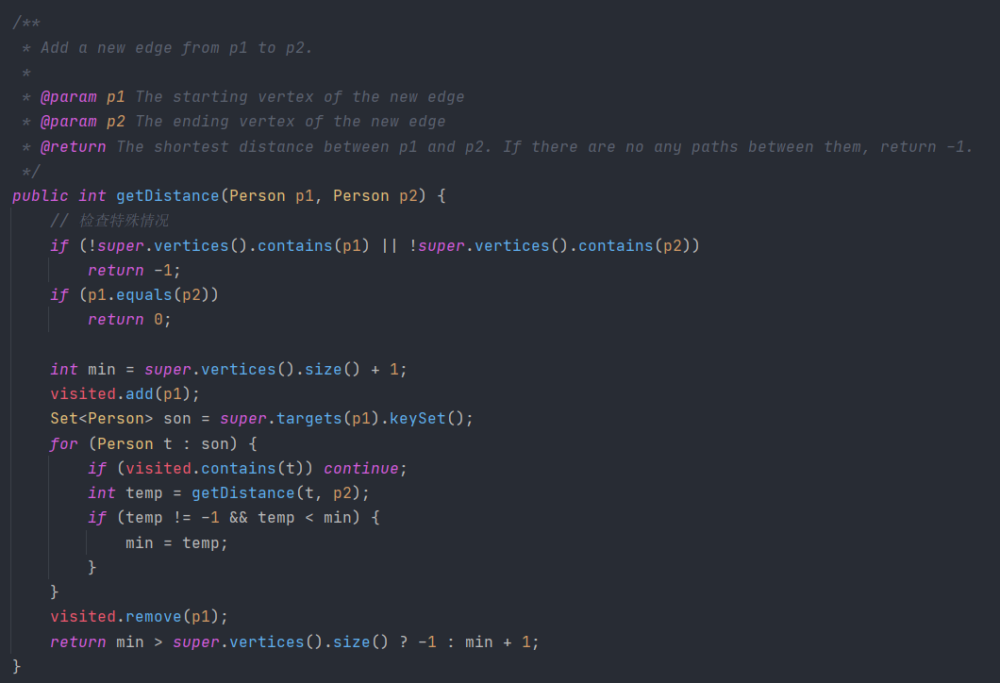 /**
 * Add a new edge from p1 to p2.
 *
 * @param p1 The starting vertex of the new edge
 * @param p2 The ending vertex of the new edge
 * @return The shortest distance between p1 and p2. If there are no any paths between them, return -1.
 */
public int getDistance(Person p1, Person p2) {
    // 检查特殊情况
    if (!super.vertices().contains(p1) || !super.vertices().contains(p2))
        return -1;
    if (p1.equals(p2))
        return 0;

    int min = super.vertices().size() + 1;
    visited.add(p1);
    Set<Person> son = super.targets(p1).keySet();
    for (Person t : son) {
        if (visited.contains(t)) continue;
        int temp = getDistance(t, p2);
        if (temp != -1 && temp < min) {
            min = temp;
        }
    }
    visited.remove(p1);
    return min > super.vertices().size() ? -1 : min + 1;
}